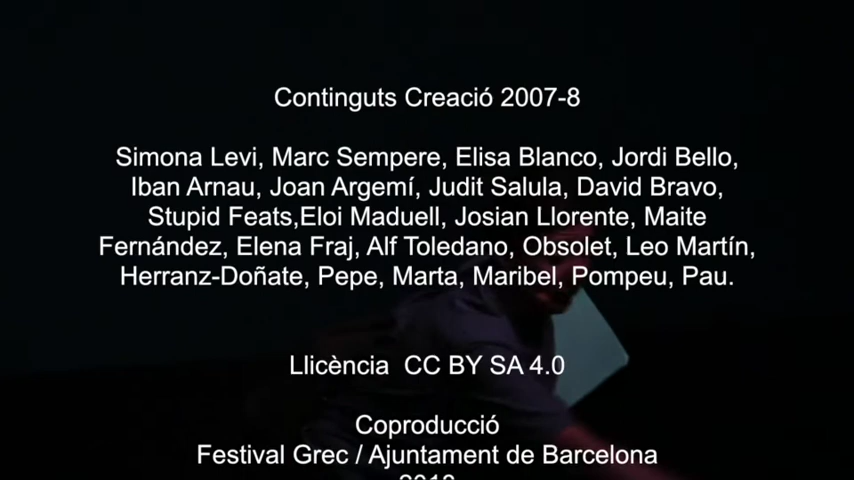 Continguts Creació 2007-8
Simona Levi, Marc Sempere, Elisa Blanco, Jordi Bello,
Iban Arnau, Joan Argemí, Judit Salula, David Bravo,
Stupid Feats,Eloi Maduell, Josian Llorente, Maite
Fernández, Elena Fraj, Alf Toledano, Obsolet, Leo Martín,
Herranz-Doñate, Pepe, Marta, Maribel, Pompeu, Pau.
Llicència CC BY SA 4.0
Coproducció
Festival Grec / Ajuntament de Barcelona